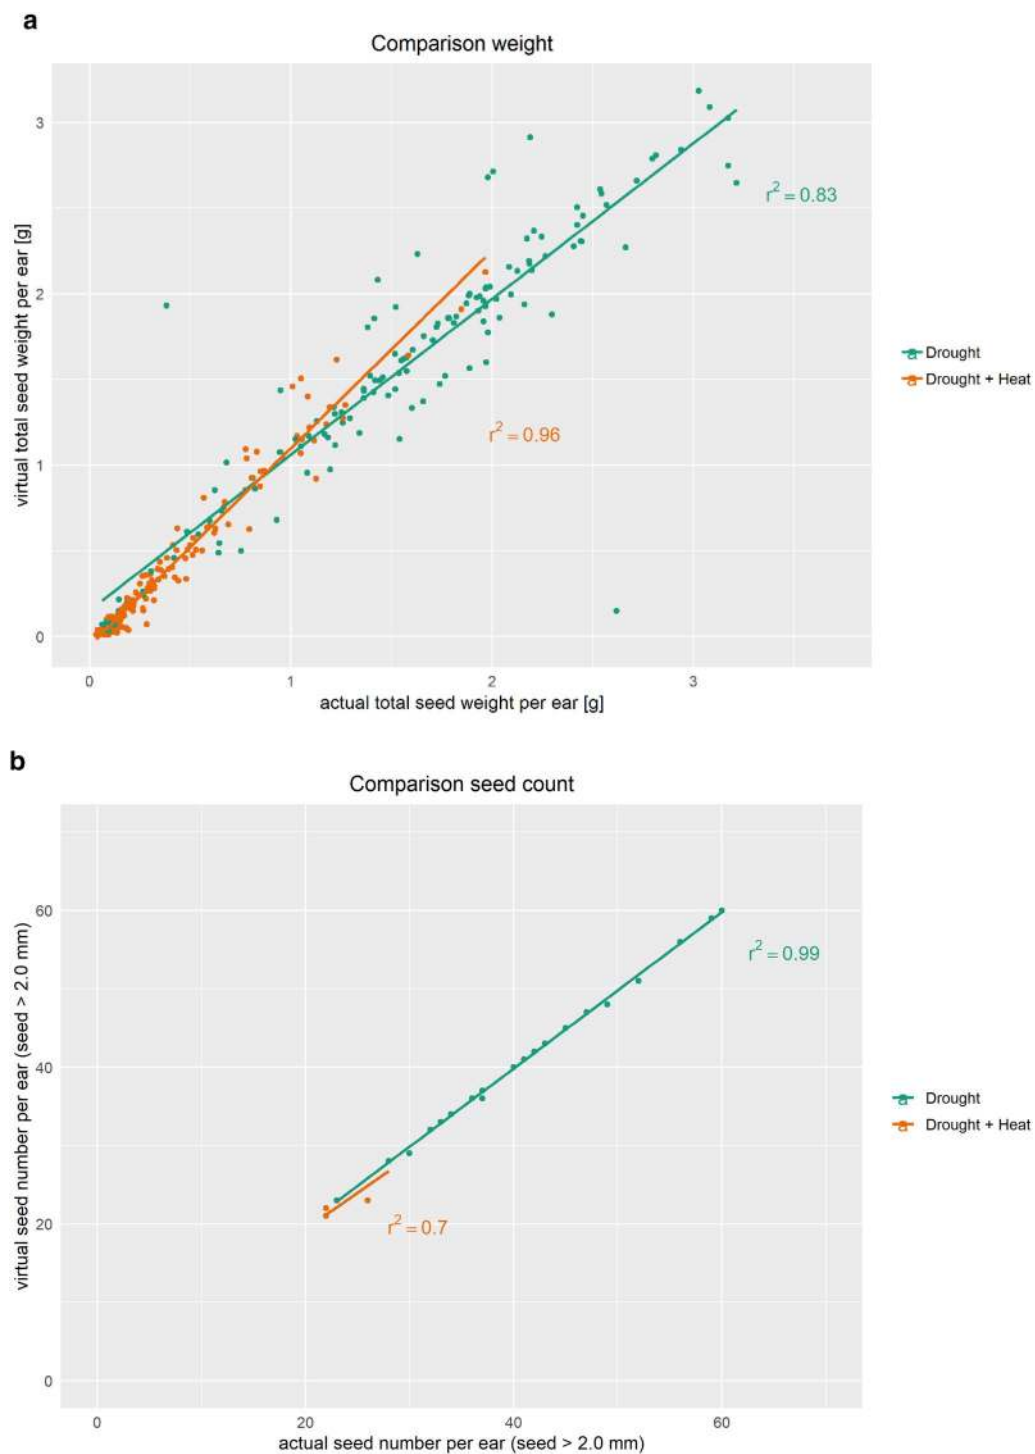 a
Comparison weight
3
2
1
0
virtual total seed weight per ear [g]
r² = 0.83
r² = 0.96
0 1 2 3
actual total seed weight per ear [g]
a Drought
a Drought + Heat
b
Comparison seed count
60
40
20
0
virtual seed number per ear (seed > 2.0 mm)
r² = 0.99
r² = 0.7
0 20 40 60
actual seed number per ear (seed > 2.0 mm)
a Drought
a Drought + Heat